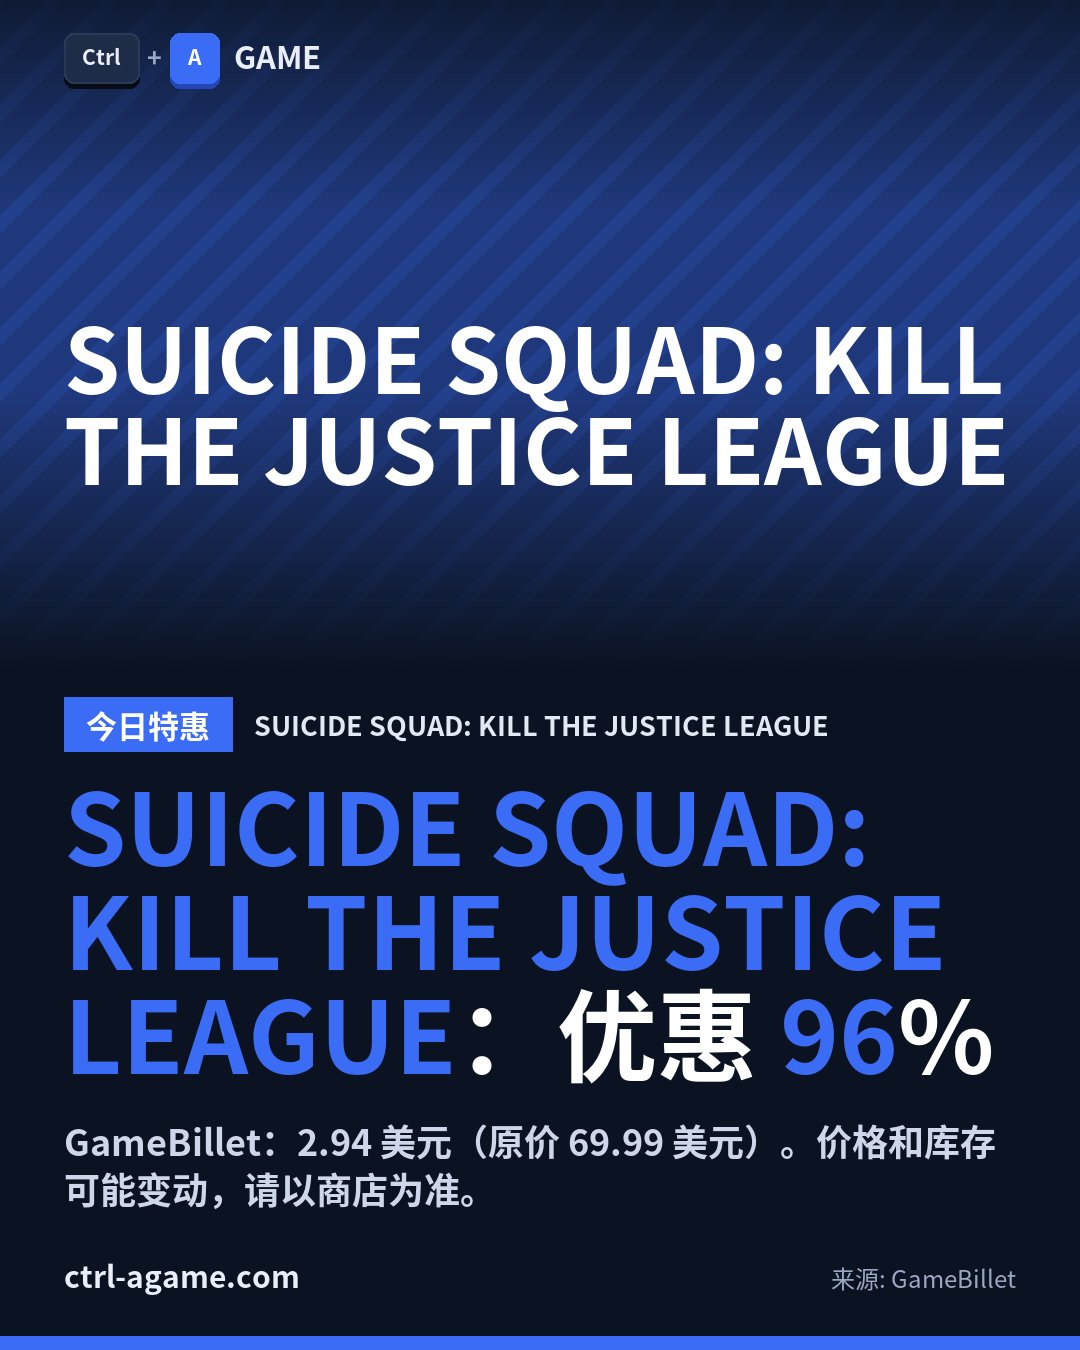 Ctrl + A GAME
SUICIDE SQUAD: KILL
THE JUSTICE LEAGUE
今日特惠 SUICIDE SQUAD: KILL THE JUSTICE LEAGUE
SUICIDE SQUAD:
KILL THE JUSTICE
LEAGUE：优惠 96%
GameBillet：2.94 美元（原价 69.99 美元）。价格和库存
可能变动，请以商店为准。
ctrl-agame.com
来源: GameBillet